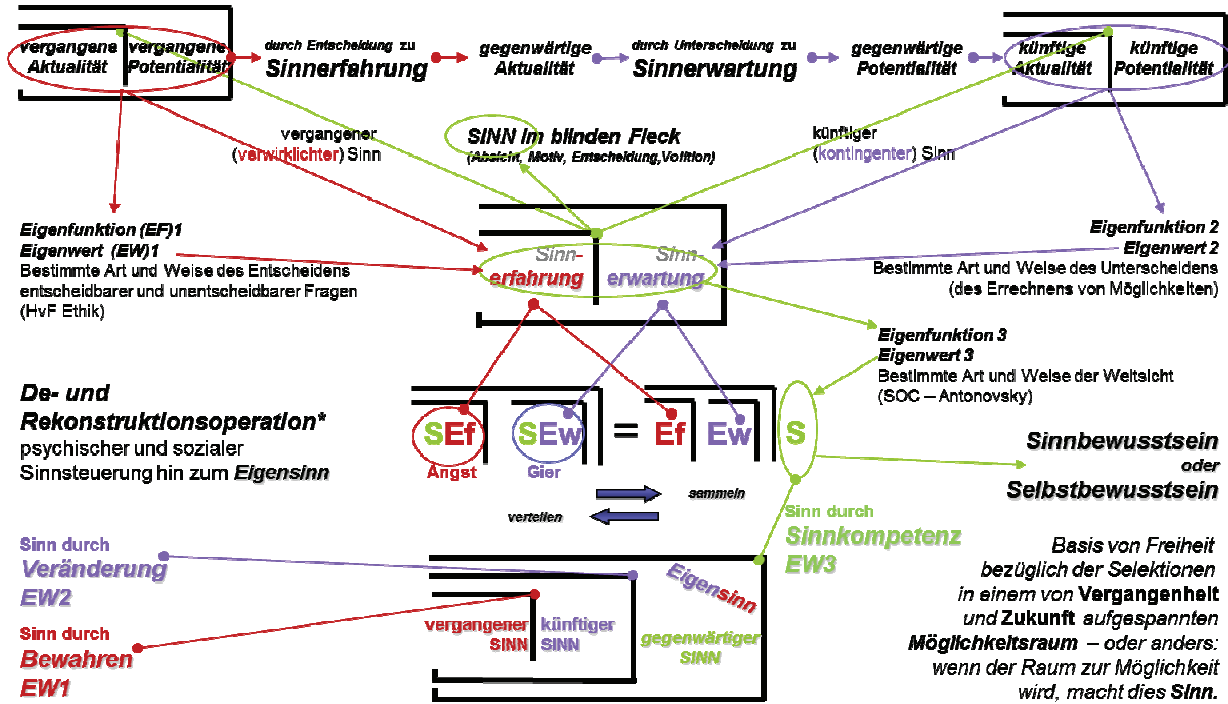 vergangene Aktualität
vergangene Potentialität
durch Entscheidung zu
Sinnerfahrung
gegenwärtige
Aktualität
durch Unterscheidung zu
Sinnerwartung
gegenwärtige
Potentialität
künftige Aktualität
künftige Potentialität
vergangener
(verwirklichter) Sinn
SINN im blinden Fleck
(Absicht, Motiv, Entscheidung,Volition)
künftiger
(kontingenter) Sinn
Eigenfunktion (EF)1
Eigenwert (EW)1
Bestimmte Art und Weise des Entscheidens
entscheidbarer und unentscheidbarer Fragen
(HvF Ethik)
Sinn-
erfahrung
Sinn-
erwartung
Eigenfunktion 2
Eigenwert 2
Bestimmte Art und Weise des Unterscheidens
(des Errechnens von Möglichkeiten)
Eigenfunktion 3
Eigenwert 3
Bestimmte Art und Weise der Weltsicht
(SOC – Antonovsky)
De- und
Rekonstruktionsoperation*
psychischer und sozialer
Sinnsteuerung hin zum Eigensinn
SEf SEw = Ef Ew S
Angst Gier
sammeln
verteilen
Sinnbewusstsein
oder
Selbstbewusstsein
Sinn durch
Sinnkompetenz
EW3
Sinn durch
Veränderung
EW2
Sinn durch
Bewahren
EW1
Eigensinn
vergangener
SINN
künftiger
SINN
gegenwärtiger
SINN
Basis von Freiheit
bezüglich der Selektionen
in einem von Vergangenheit
und Zukunft aufgespannten
Möglichkeitsraum – oder anders:
wenn der Raum zur Möglichkeit
wird, macht dies Sinn.